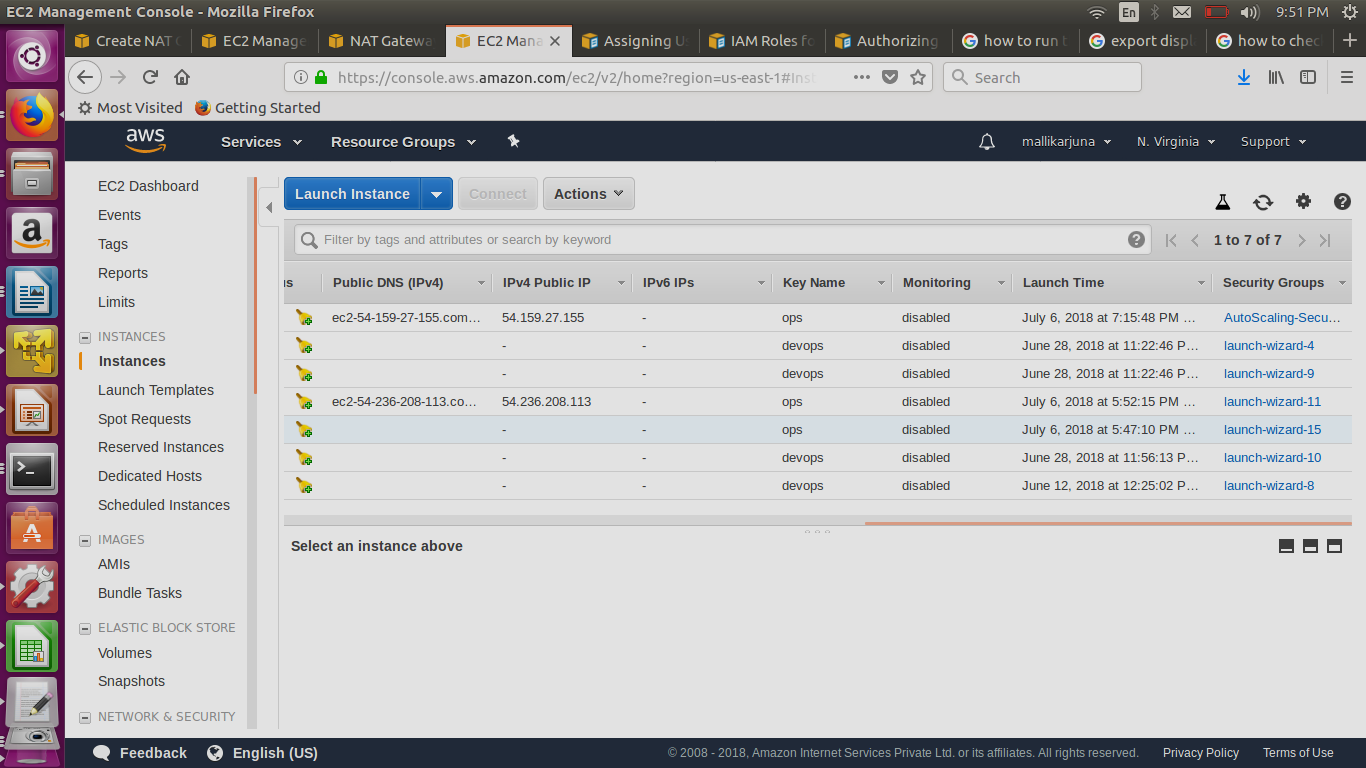 EC2 Management Console - Mozilla Firefox
En
9:51 PM
Create NAT
EC2 Manage
NAT Gatewa
EC2 Mana
Assigning
IAM Roles fo
Authorizing
how to run
export displ
how to chec
https://console.aws.amazon.com/ec2/v2/home?region=us-east-1#Inst
Search
Most Visited
Getting Started
aws
Services
Resource Groups
mallikarjuna
N. Virginia
Support
EC2 Dashboard
Events
Tags
Reports
Limits
INSTANCES
Instances
Launch Templates
Spot Requests
Reserved Instances
Dedicated Hosts
Scheduled Instances
IMAGES
AMIs
Bundle Tasks
ELASTIC BLOCK STORE
Volumes
Snapshots
NETWORK & SECURITY
Launch Instance
Connect
Actions
Filter by tags and attributes or search by keyword
1 to 7 of 7
us Public DNS (IPv4) IPv4 Public IP IPv6 IPs Key Name Monitoring Launch Time Security Groups
ec2-54-159-27-155.com... 54.159.27.155 - ops disabled July 6, 2018 at 7:15:48 PM ... AutoScaling-Secu...
- - devops disabled June 28, 2018 at 11:22:46 P... launch-wizard-4
- - devops disabled June 28, 2018 at 11:22:46 P... launch-wizard-9
ec2-54-236-208-113.co... 54.236.208.113 - ops disabled July 6, 2018 at 5:52:15 PM ... launch-wizard-11
- - ops disabled July 6, 2018 at 5:47:10 PM ... launch-wizard-15
- - devops disabled June 28, 2018 at 11:56:13 P... launch-wizard-10
- - devops disabled June 12, 2018 at 12:25:02 P... launch-wizard-8
Select an instance above
Feedback
English (US)
© 2008 - 2018, Amazon Internet Services Private Ltd. or its affiliates. All rights reserved.
Privacy Policy
Terms of Use